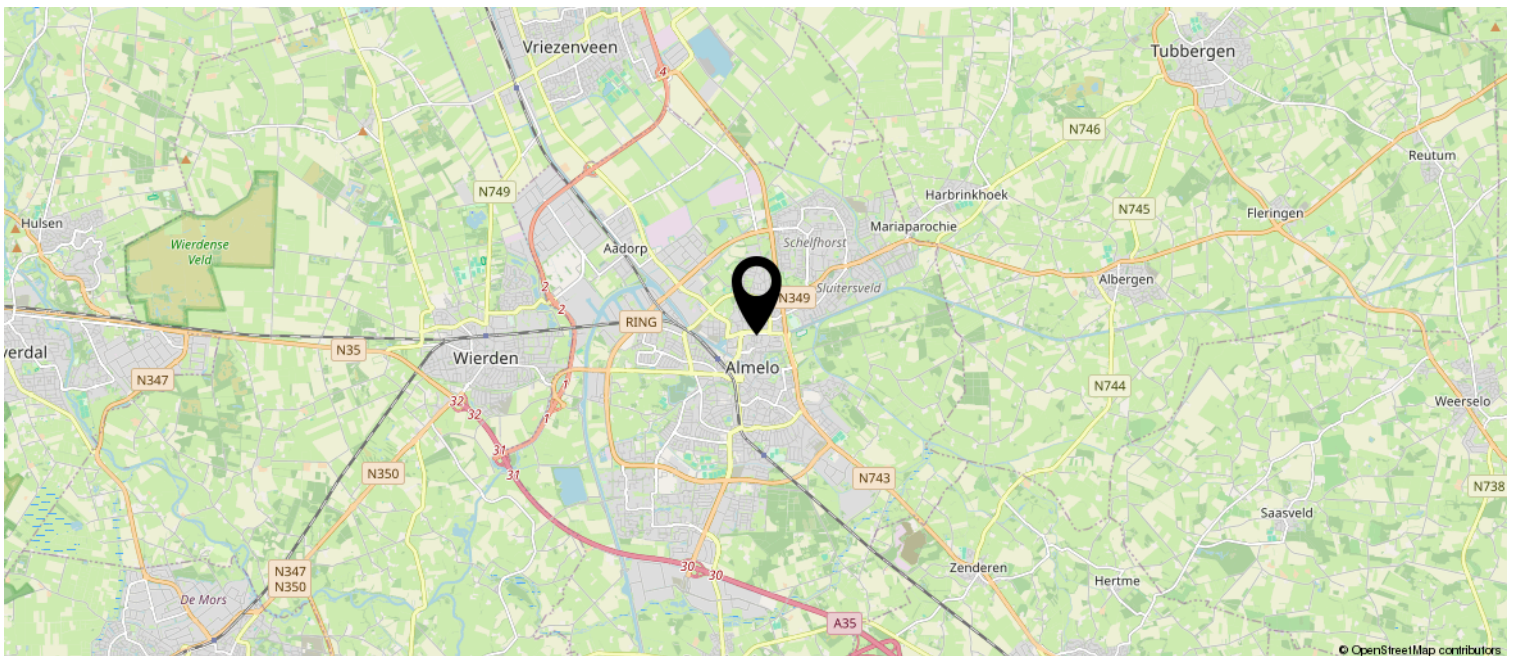 Vriezenveen
Tubbergen
4
N746
Reutum
N749
Harbrinkhoek
N745
Fleringen
Hulsen
Mariaparochie
Wierdense
Veld
Aadorp
Schelfhorst
Albergen
2
2
N349
Sluitersveld
RING
verdal
N35
Wierden
Almelo
N347
1
N744
32
32
1
Weerselo
31
31
N350
N743
N738
Saasveld
30
30
Zenderen
N347
N350
Hertme
De Mors
A35
© OpenStreetMap contributors